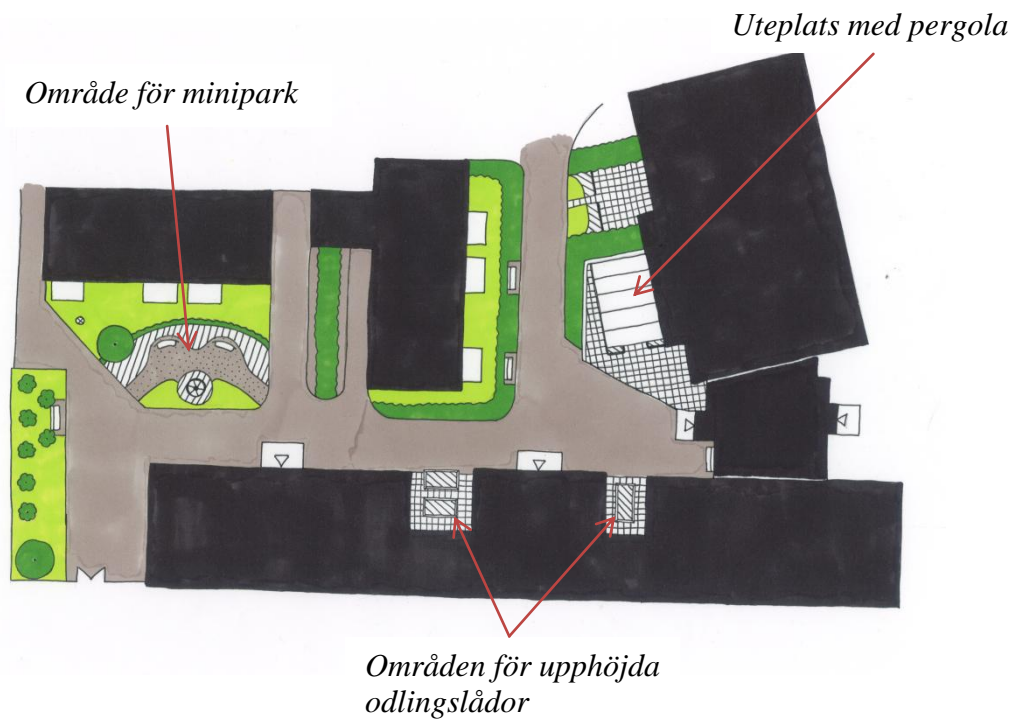 Uteplats med pergola
Område för minipark
Områden för upphöjda
odlingslådor